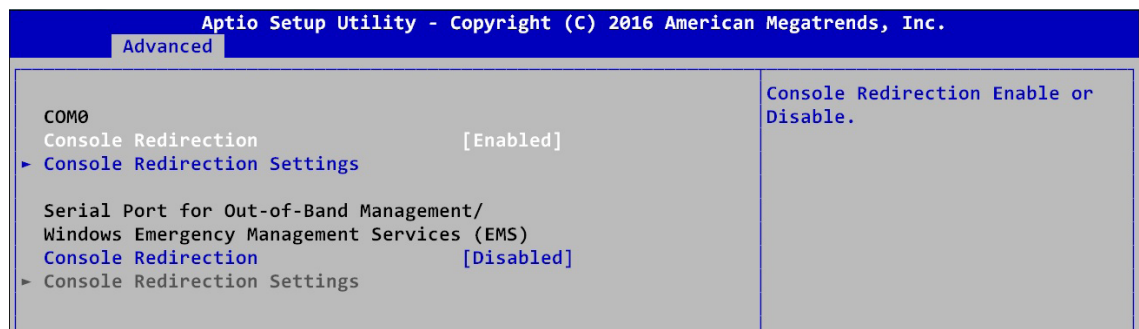 Aptio Setup Utility - Copyright (C) 2016 American Megatrends, Inc.
Advanced
COM0
Console Redirection [Enabled]
► Console Redirection Settings
Serial Port for Out-of-Band Management/
Windows Emergency Management Services (EMS)
Console Redirection [Disabled]
► Console Redirection Settings
Console Redirection Enable or
Disable.